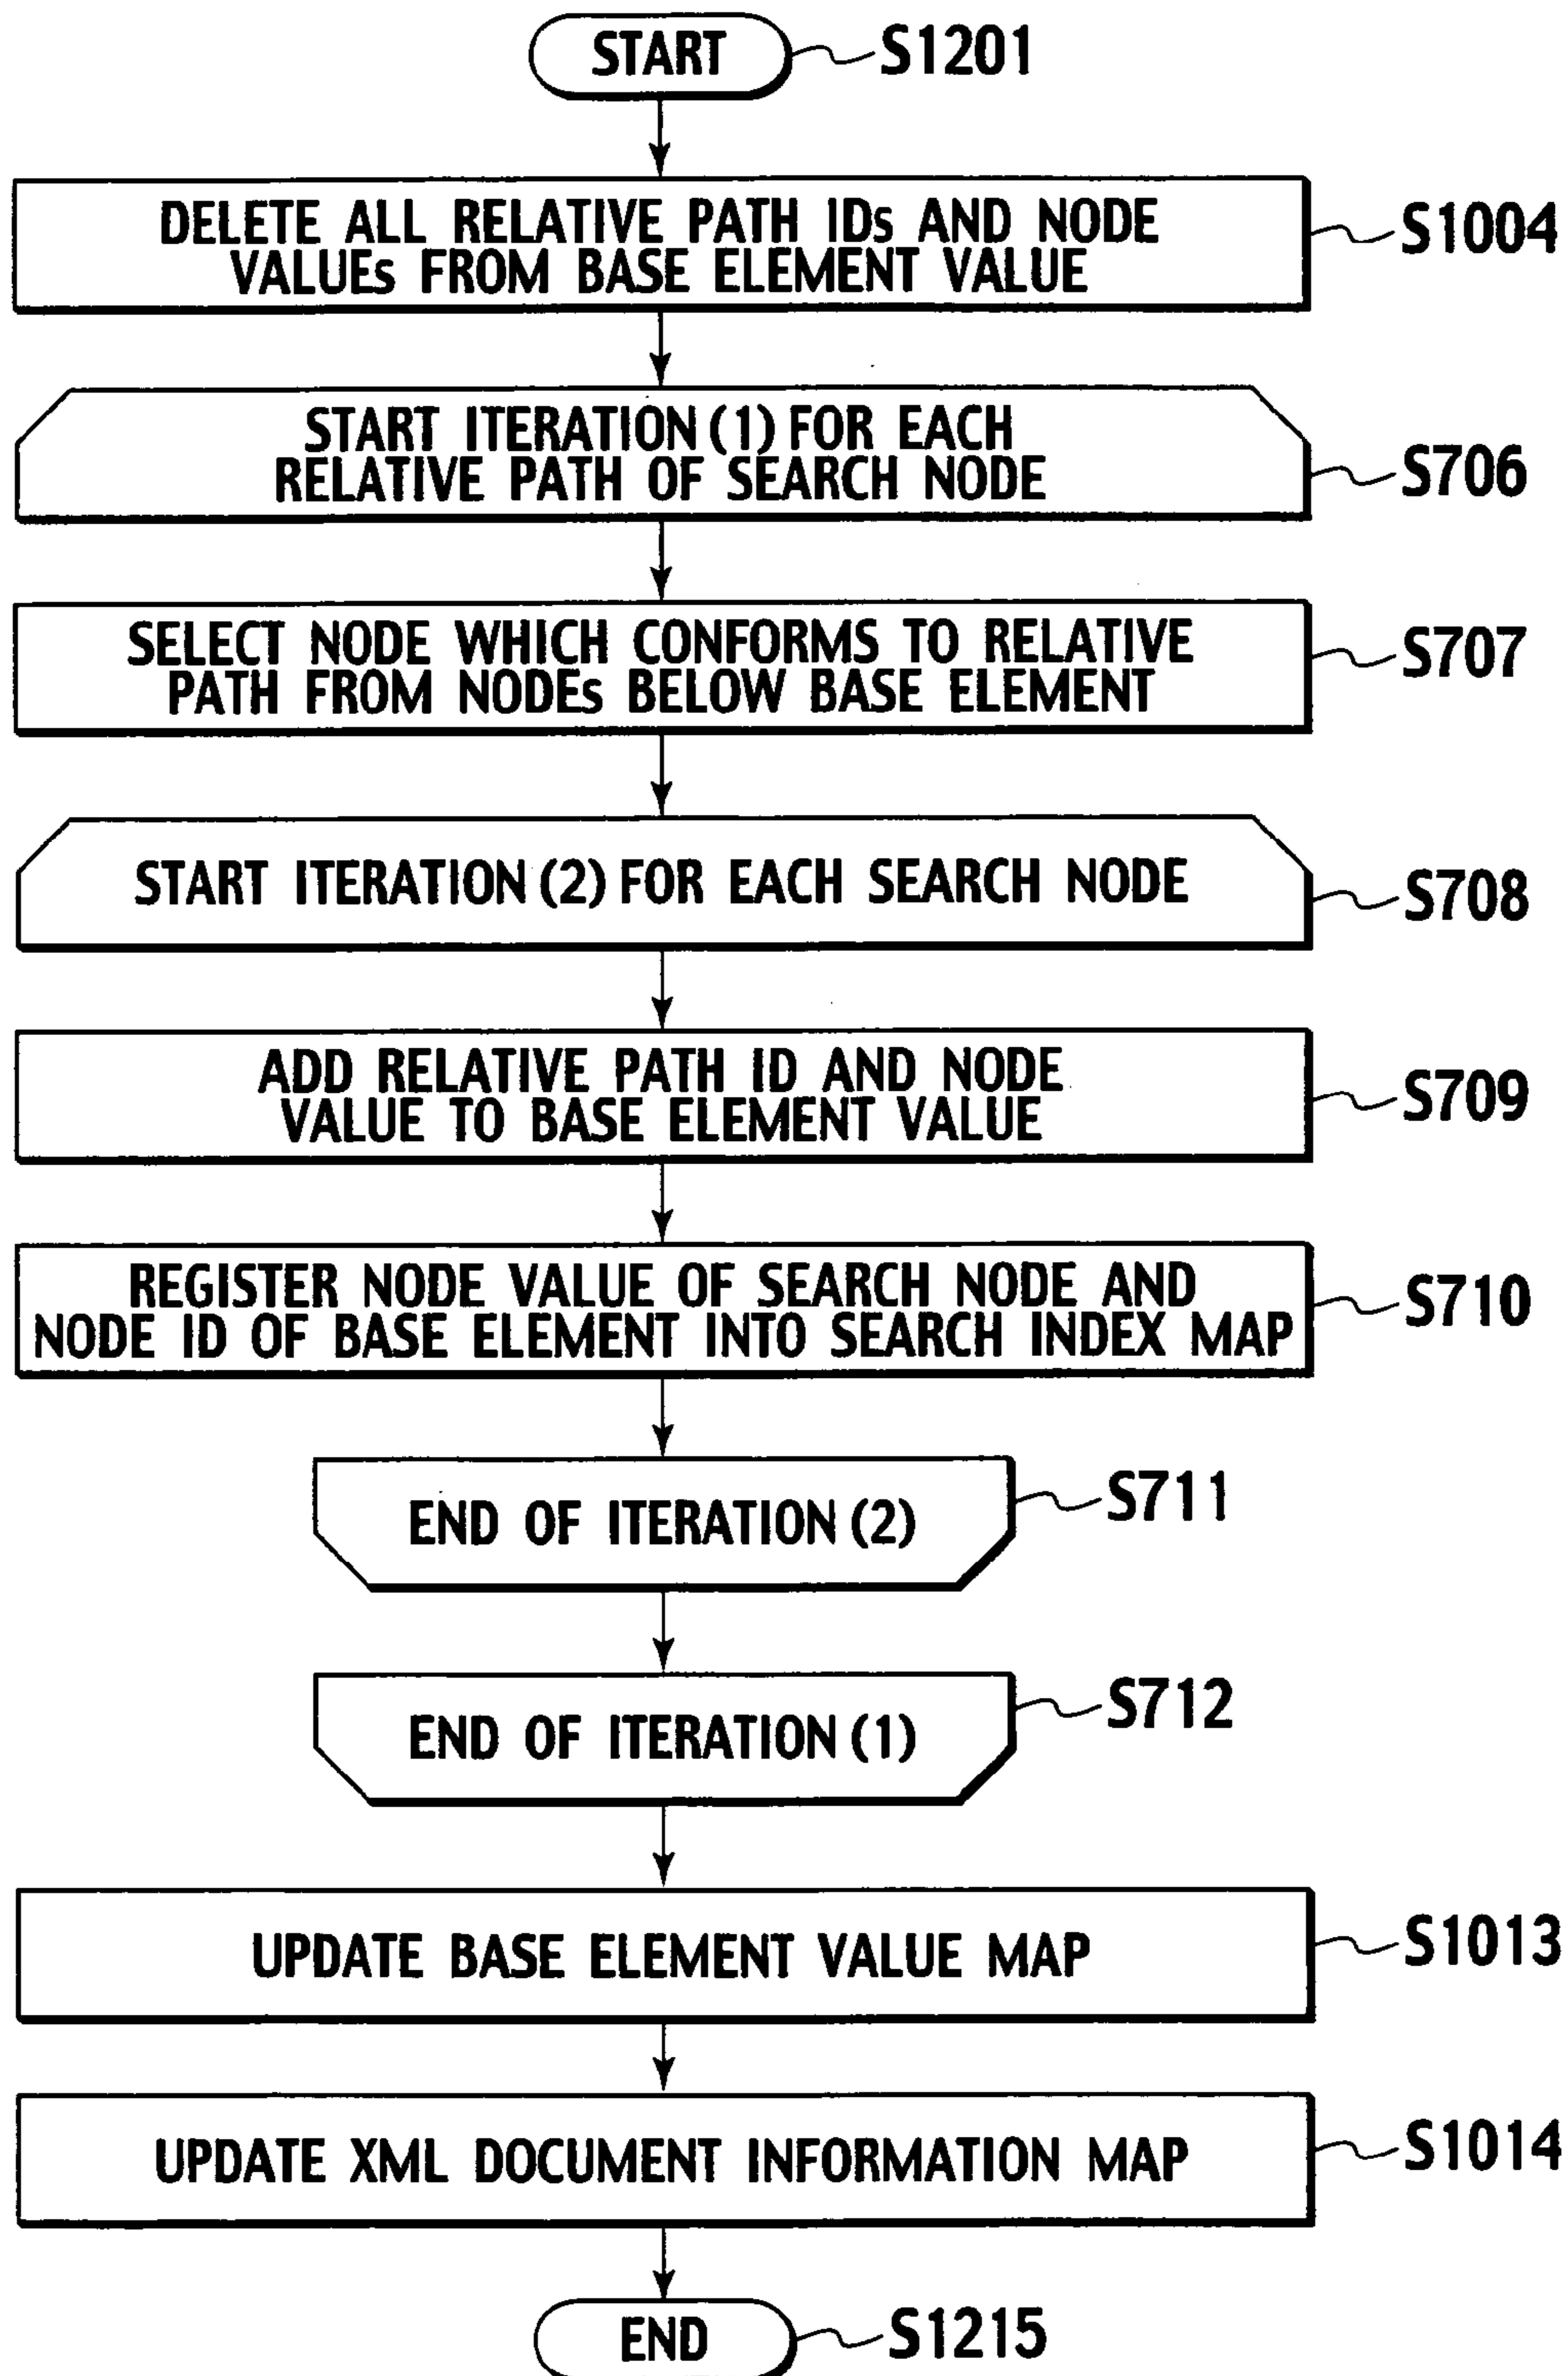 START
S1201
DELETE ALL RELATIVE PATH IDs AND NODE
VALUEs FROM BASE ELEMENT VALUE
S1004
START ITERATION (1) FOR EACH
RELATIVE PATH OF SEARCH NODE
S706
SELECT NODE WHICH CONFORMS TO RELATIVE
PATH FROM NODEs BELOW BASE ELEMENT
S707
START ITERATION (2) FOR EACH SEARCH NODE
S708
ADD RELATIVE PATH ID AND NODE
VALUE TO BASE ELEMENT VALUE
S709
REGISTER NODE VALUE OF SEARCH NODE AND
NODE ID OF BASE ELEMENT INTO SEARCH INDEX MAP
S710
END OF ITERATION (2)
S711
END OF ITERATION (1)
S712
UPDATE BASE ELEMENT VALUE MAP
S1013
UPDATE XML DOCUMENT INFORMATION MAP
S1014
END
S1215